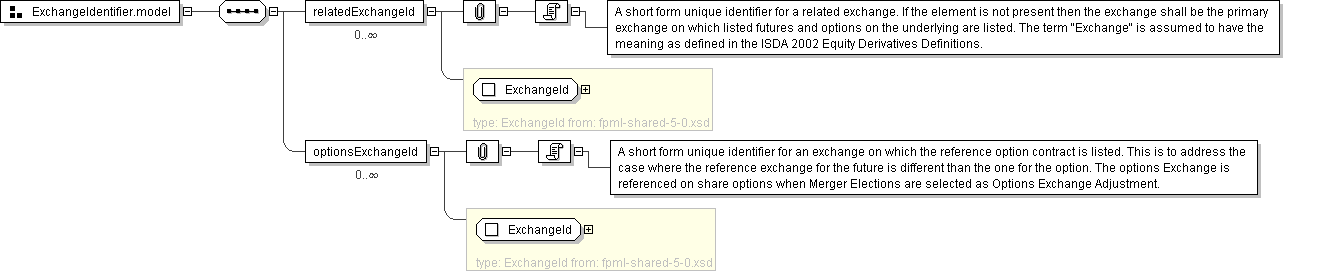 ExchangeIdentifier.model
relatedExchangeId
0..∞
A short form unique identifier for a related exchange. If the element is not present then the exchange shall be the primary
exchange on which listed futures and options on the underlying are listed. The term "Exchange" is assumed to have the
meaning as defined in the ISDA 2002 Equity Derivatives Definitions.
ExchangeId
type: ExchangeId from: fpml-shared-5-0.xsd
optionsExchangeId
0..∞
A short form unique identifier for an exchange on which the reference option contract is listed. This is to address the
case where the reference exchange for the future is different than the one for the option. The options Exchange is
referenced on share options when Merger Elections are selected as Options Exchange Adjustment.
ExchangeId
type: ExchangeId from: fpml-shared-5-0.xsd